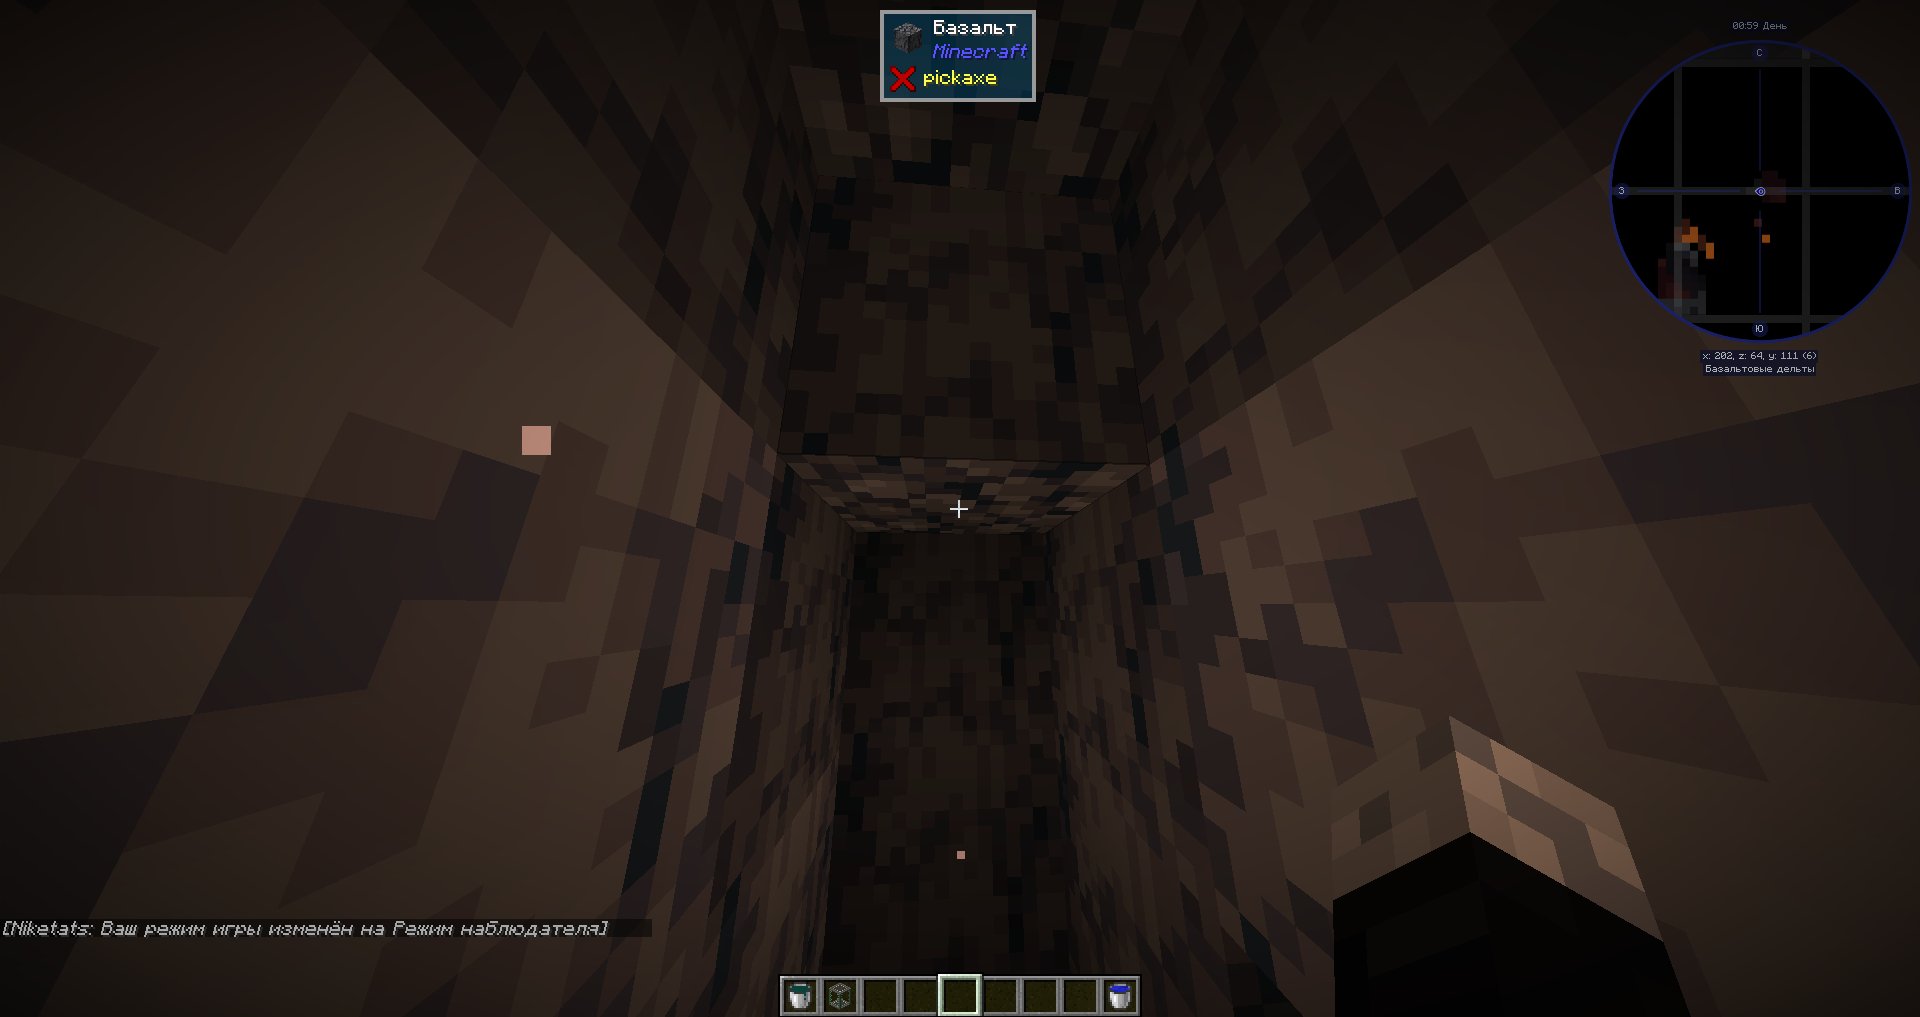 Базальт
Minecraft
pickaxe
00:59 День
С
З
В
Ю
x: 202, z: 64, y: 111 (6)
Базальтовые дельты
[Niketats: Ваш режим игры изменён на Режим наблюдателя]